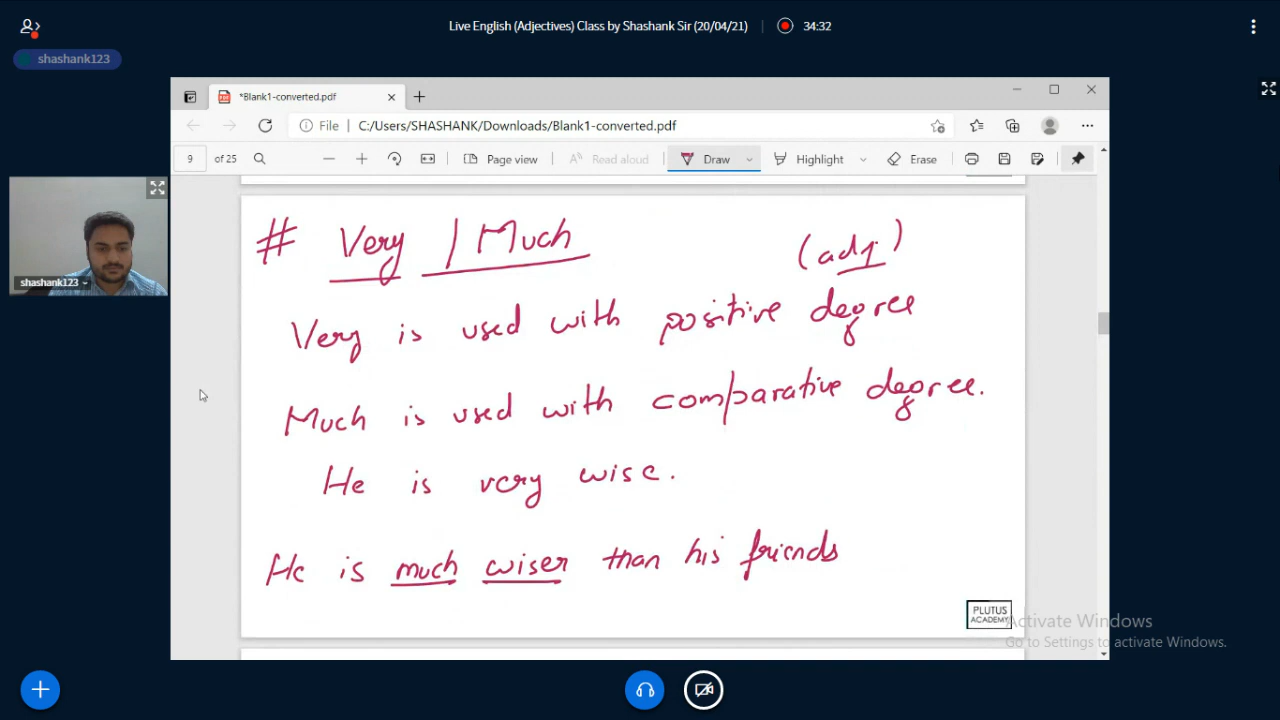 Live English (Adjectives) Class by Shashank Sir (20/04/21)
34:32
shashank123
*Blank1-converted.pdf
File
C:/Users/SHASHANK/Downloads/Blank1-converted.pdf
9 of 25
Page view
Read aloud
Draw
Highlight
Erase
shashank123
# Very / Much (adj)
Very is used with positive degree
Much is used with comparative degree.
He is very wise.
He is much wiser than his friends
PLUTUS
ACADEMY
Activate Windows
Go to Settings to activate Windows.